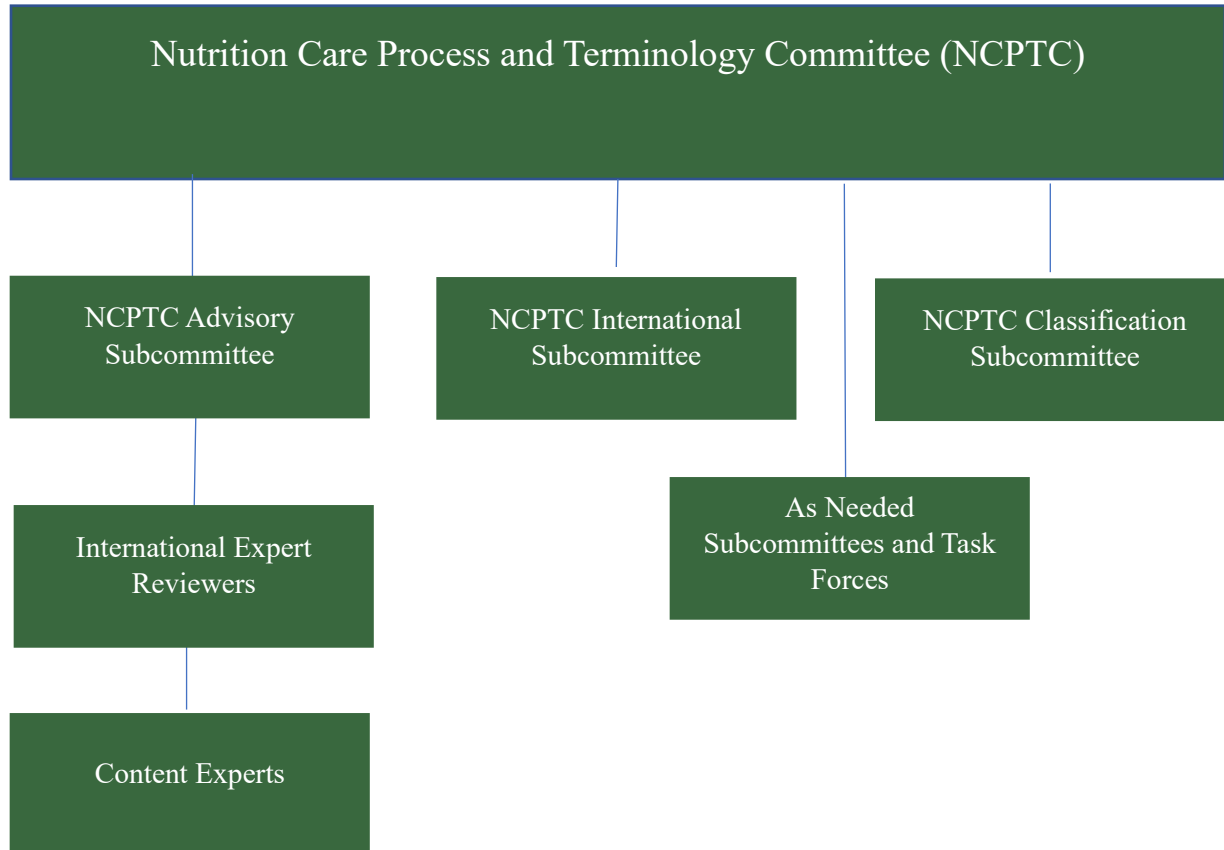 Nutrition Care Process and Terminology Committee (NCPTC)
NCPTC Advisory
Subcommittee
NCPTC International
Subcommittee
NCPTC Classification
Subcommittee
As Needed
Subcommittees and Task
Forces
International Expert
Reviewers
Content Experts